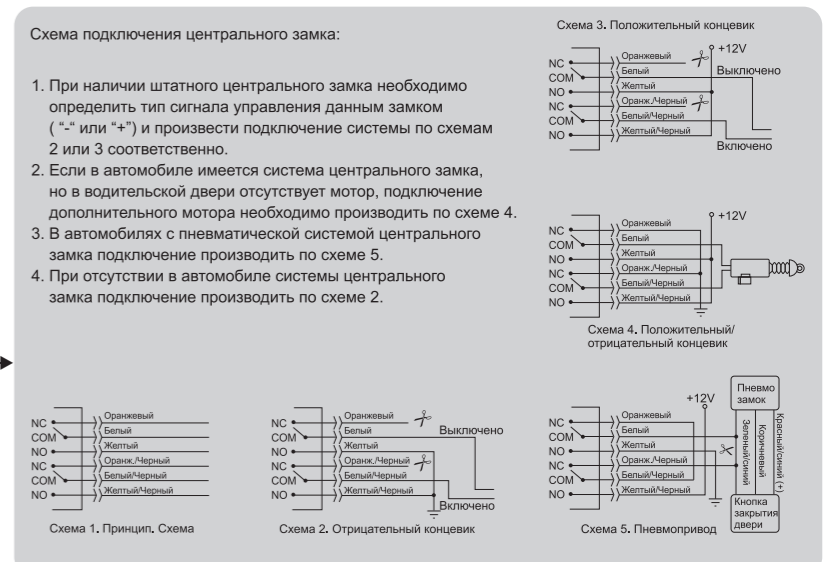 Схема подключения центрального замка:
1. При наличии штатного центрального замка необходимо
определить тип сигнала управления данным замком
( “-“ или “+”) и произвести подключение системы по схемам
2 или 3 соответственно.
2. Если в автомобиле имеется система центрального замка,
но в водительской двери отсутствует мотор, подключение
дополнительного мотора необходимо производить по схеме 4.
3. В автомобилях с пневматической системой центрального
замка подключение производить по схеме 5.
4. При отсутствии в автомобиле системы центрального
замка подключение производить по схеме 2.
Схема 3. Положительный концевик
+12V
NC Оранжевый
COM Белый
Выключено
NO Желтый
NC Оранж./Черный
COM Белый/Черный
NO Желтый/Черный
Включено
+12V
NC Оранжевый
COM Белый
NO Желтый
NC Оранж./Черный
COM Белый/Черный
NO Желтый/Черный
Схема 4. Положительный/
отрицательный концевик
NC Оранжевый
COM Белый
NO Желтый
NC Оранж./Черный
COM Белый/Черный
NO Желтый/Черный
Схема 1. Принцип. Схема
NC Оранжевый
COM Белый
Выключено
NO Желтый
NC Оранж./Черный
COM Белый/Черный
NO Желтый/Черный
Включено
Схема 2. Отрицательный концевик
+12V
NC Оранжевый
COM Белый
NO Желтый
NC Оранж./Черный
COM Белый/Черный
NO Желтый/Черный
Пневмо
замок
Зеленый/синий
Коричневый
Красный/синий (+)
Кнопка
закрытия
двери
Схема 5. Пневмопривод